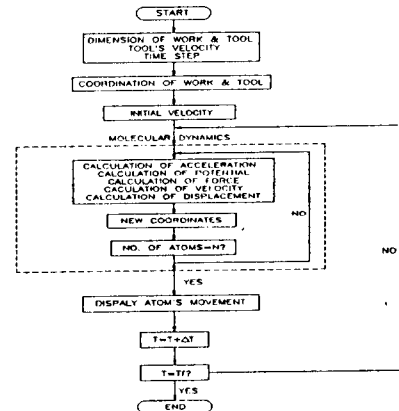 START
DIMENSION OF WORK & TOOL
TOOL'S VELOCITY
TIME STEP
COORDINATION OF WORK & TOOL
INITIAL VELOCITY
MOLECULAR DYNAMICS
CALCULATION OF ACCELERATION
CALCULATION OF POTENTIAL
CALCULATION OF FORCE
CACULATION OF VELOCITY
CALCULATION OF DISPLACEMENT
NEW COORDINATES
NO
NO. OF ATOMS=N?
NO
YES
DISPALY ATOM'S MOVEMENT
T=T+ΔT
T=Tf?
YES
END